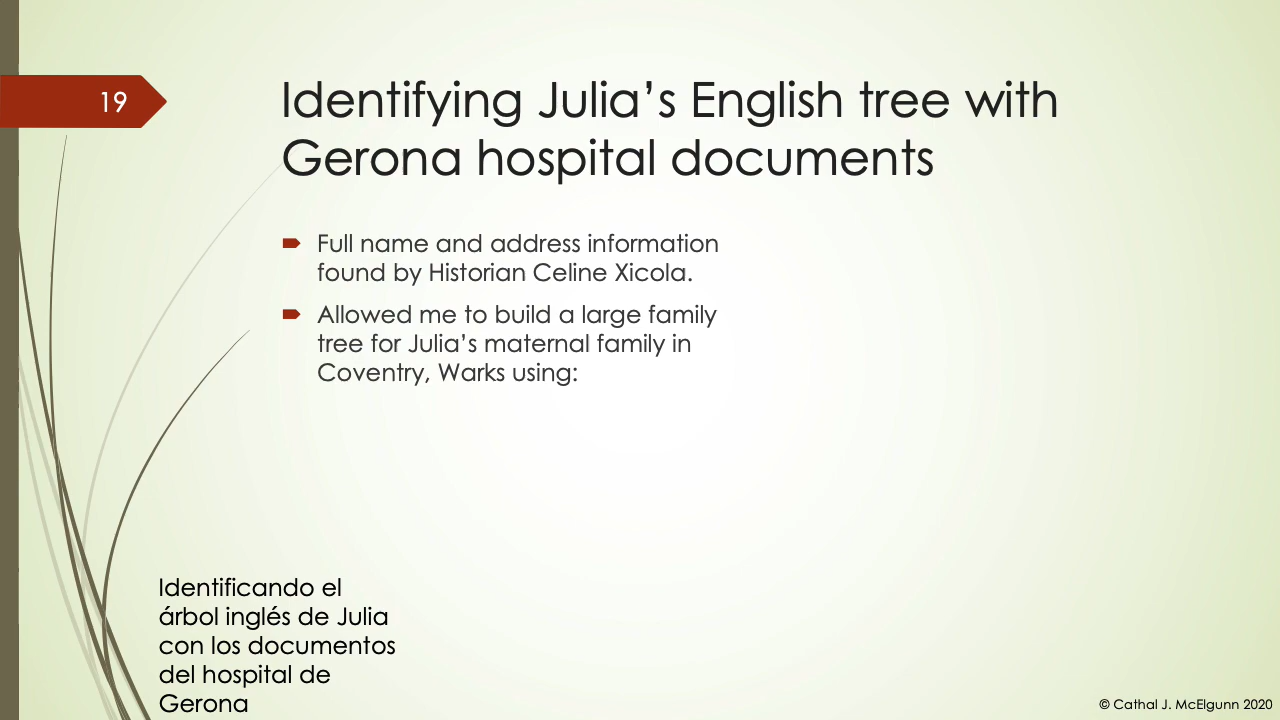 19
Identifying Julia’s English tree with
Gerona hospital documents
Full name and address information
found by Historian Celine Xicola.
Allowed me to build a large family
tree for Julia’s maternal family in
Coventry, Warks using:
Identificando el
árbol inglés de Julia
con los documentos
del hospital de
Gerona
© Cathal J. McElgunn 2020